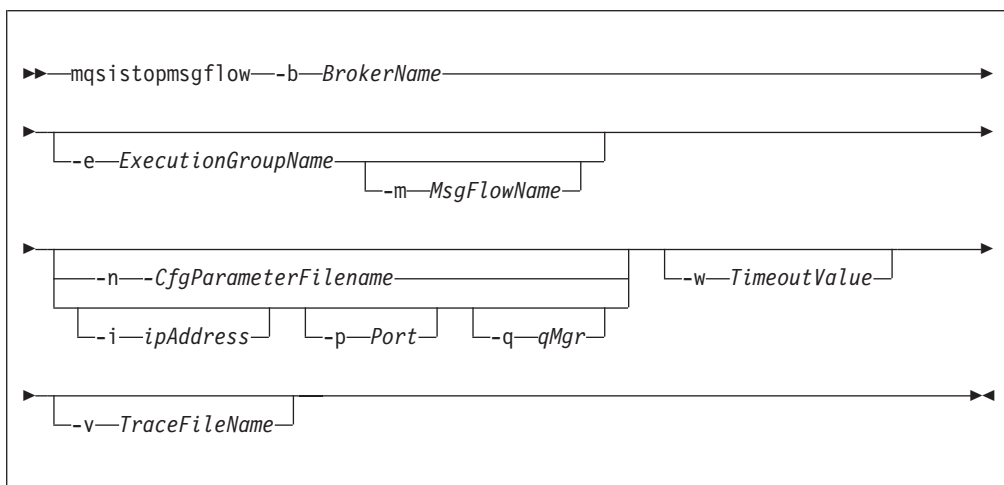 mqsistopmsgflow -b BrokerName
-e ExecutionGroupName
-m MsgFlowName
-n -CfgParameterFilename
-w TimeoutValue
-i ipAddress -p Port -q qMgr
-v TraceFileName